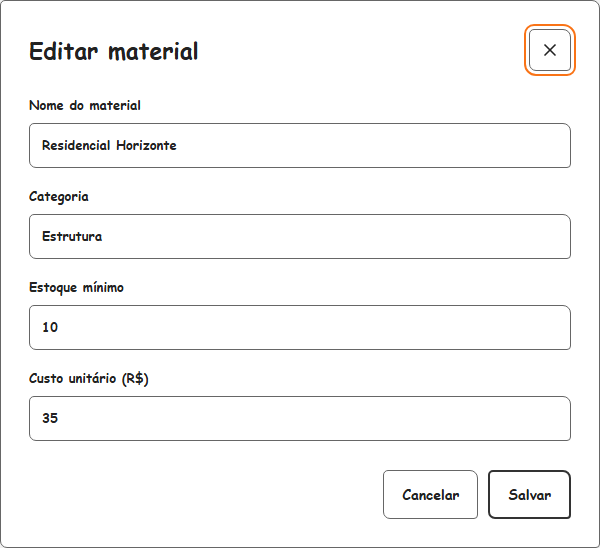 Editar material
Nome do material
Residencial Horizonte
Categoria
Estrutura
Estoque mínimo
10
Custo unitário (R$)
35
Cancelar Salvar